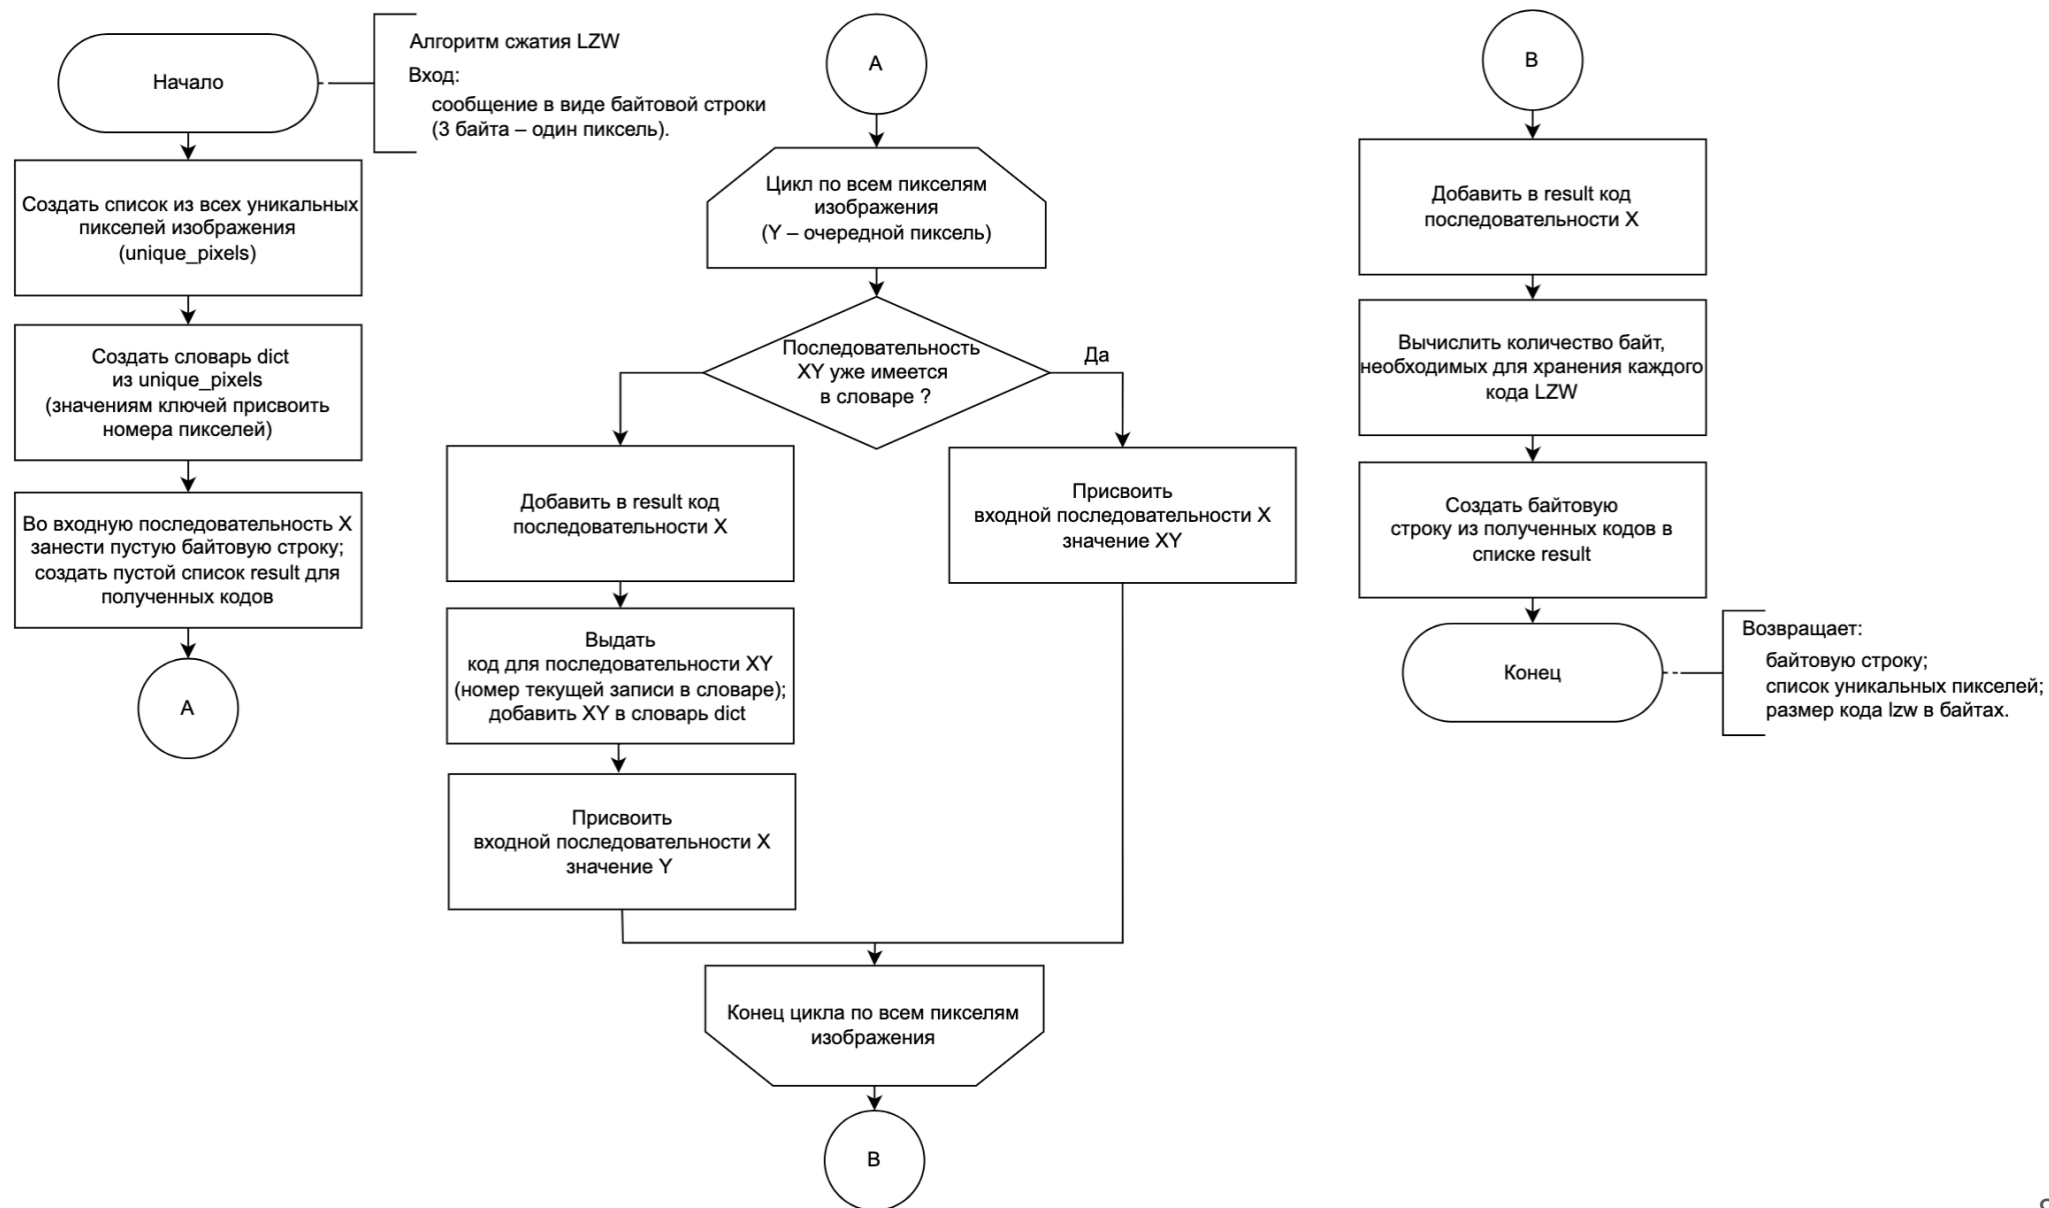 Начало
Алгоритм сжатия LZW
Вход:
сообщение в виде байтовой строки
(3 байта – один пиксель).
Создать список из всех уникальных
пикселей изображения
(unique_pixels)
Создать словарь dict
из unique_pixels
(значениям ключей присвоить
номера пикселей)
Во входную последовательность X
занести пустую байтовую строку;
создать пустой список result для
полученных кодов
A
A
Цикл по всем пикселям
изображения
(Y – очередной пиксель)
Последовательность
XY уже имеется
в словаре ?
Да
Добавить в result код
последовательности X
Выдать
код для последовательности XY
(номер текущей записи в словаре);
добавить XY в словарь dict
Присвоить
входной последовательности X
значение Y
Присвоить
входной последовательности X
значение XY
Конец цикла по всем пикселям
изображения
B
B
Добавить в result код
последовательности X
Вычислить количество байт,
необходимых для хранения каждого
кода LZW
Создать байтовую
строку из полученных кодов в
списке result
Конец
Возвращает:
байтовую строку;
список уникальных пикселей;
размер кода lzw в байтах.